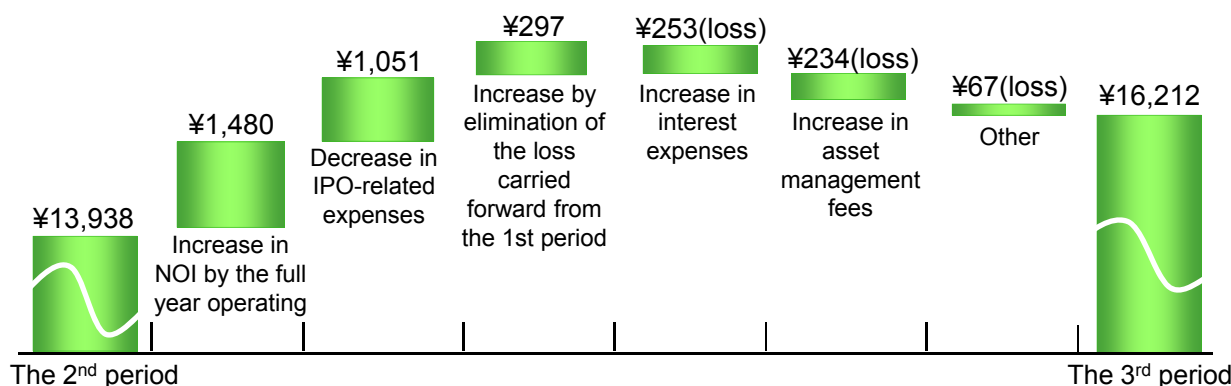 ¥13,938
¥1,480
Increase in
NOI by the full
year operating
¥1,051
Decrease in
IPO-related
expenses
¥297
Increase by
elimination of
the loss
carried
forward from
the 1st period
¥253(loss)
Increase in
interest
expenses
¥234(loss)
Increase in
asset
management
fees
¥67(loss)
Other
¥16,212
The 2nd period
The 3rd period